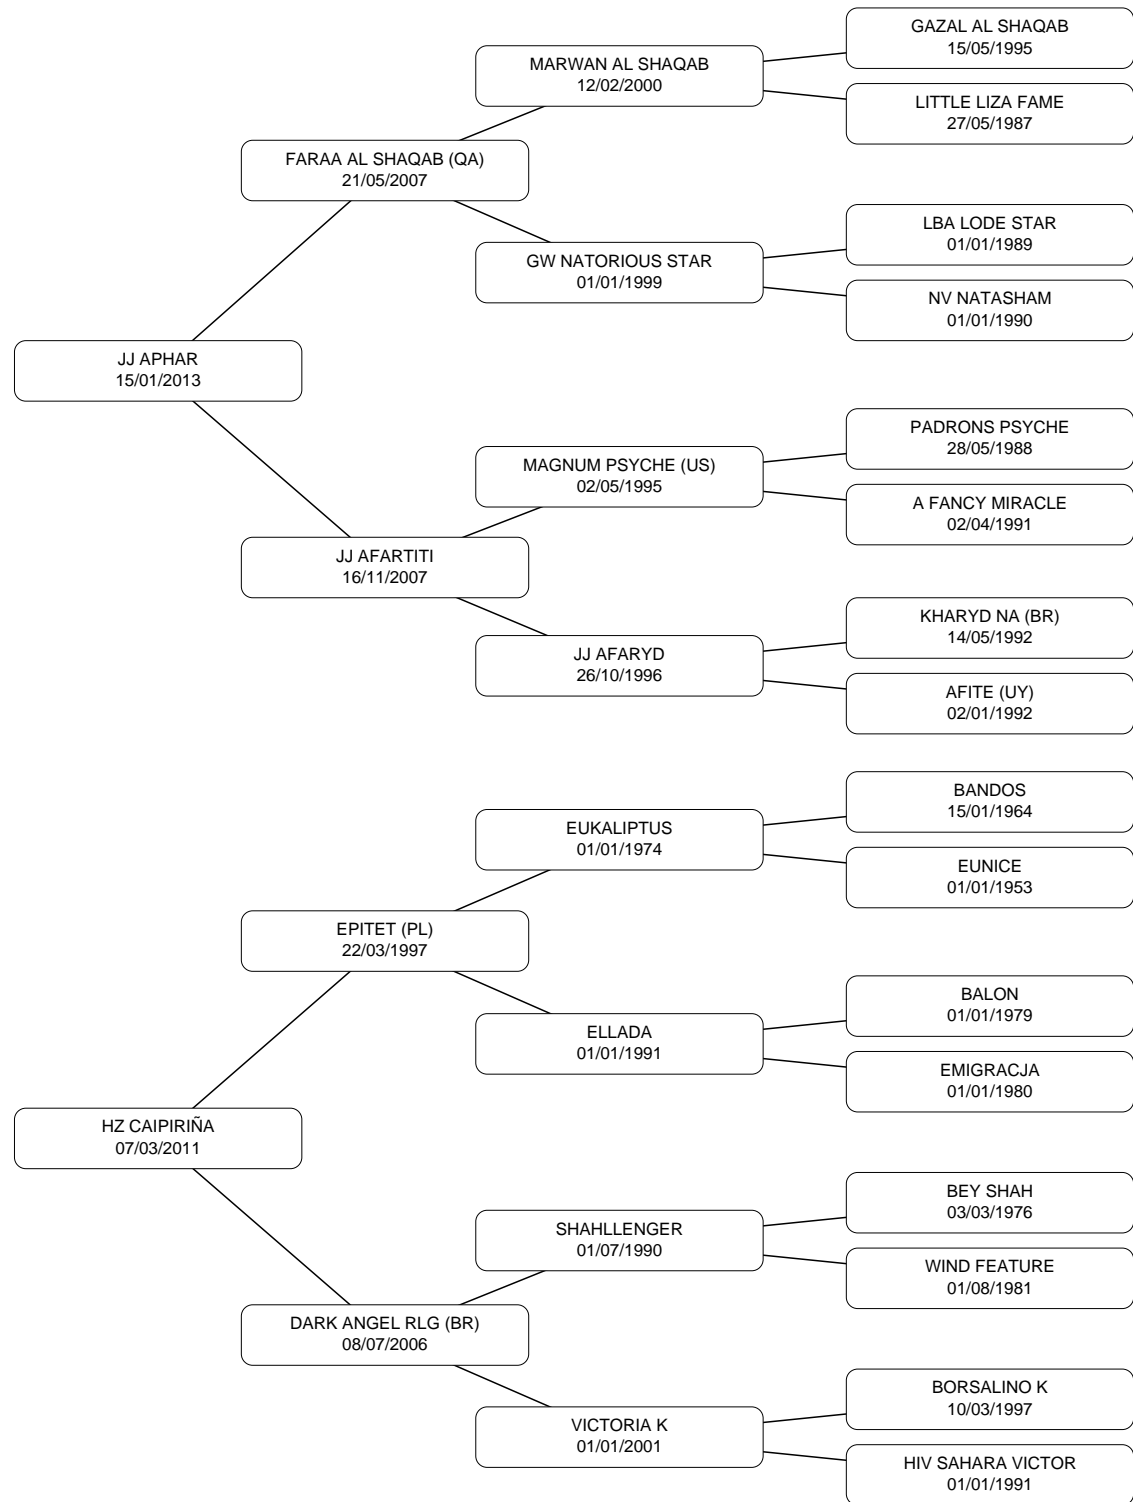 GAZAL AL SHAQAB
15/05/1995
MARWAN AL SHAQAB
12/02/2000
LITTLE LIZA FAME
27/05/1987
FARAA AL SHAQAB (QA)
21/05/2007
LBA LODE STAR
01/01/1989
GW NATORIOUS STAR
01/01/1999
NV NATASHAM
01/01/1990
JJ APHAR
15/01/2013
PADRONS PSYCHE
28/05/1988
MAGNUM PSYCHE (US)
02/05/1995
A FANCY MIRACLE
02/04/1991
JJ AFARTITI
16/11/2007
KHARYD NA (BR)
14/05/1992
JJ AFARYD
26/10/1996
AFITE (UY)
02/01/1992
BANDOS
15/01/1964
EUKALIPTUS
01/01/1974
EUNICE
01/01/1953
EPITET (PL)
22/03/1997
BALON
01/01/1979
ELLADA
01/01/1991
EMIGRACJA
01/01/1980
HZ CAIPIRIÑA
07/03/2011
BEY SHAH
03/03/1976
SHAHLLENGER
01/07/1990
WIND FEATURE
01/08/1981
DARK ANGEL RLG (BR)
08/07/2006
BORSALINO K
10/03/1997
VICTORIA K
01/01/2001
HIV SAHARA VICTOR
01/01/1991